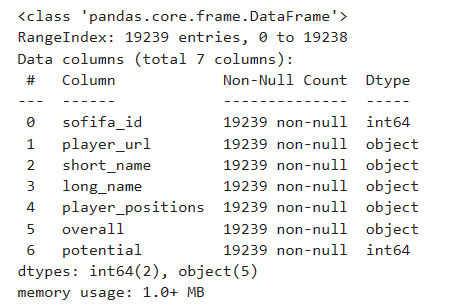 <class 'pandas.core.frame.DataFrame'>
RangeIndex: 19239 entries, 0 to 19238
Data columns (total 7 columns):
 #   Column            Non-Null Count  Dtype
---  ------            --------------  -----
 0   sofifa_id         19239 non-null  int64
 1   player_url        19239 non-null  object
 2   short_name        19239 non-null  object
 3   long_name         19239 non-null  object
 4   player_positions  19239 non-null  object
 5   overall           19239 non-null  object
 6   potential         19239 non-null  int64
dtypes: int64(2), object(5)
memory usage: 1.0+ MB